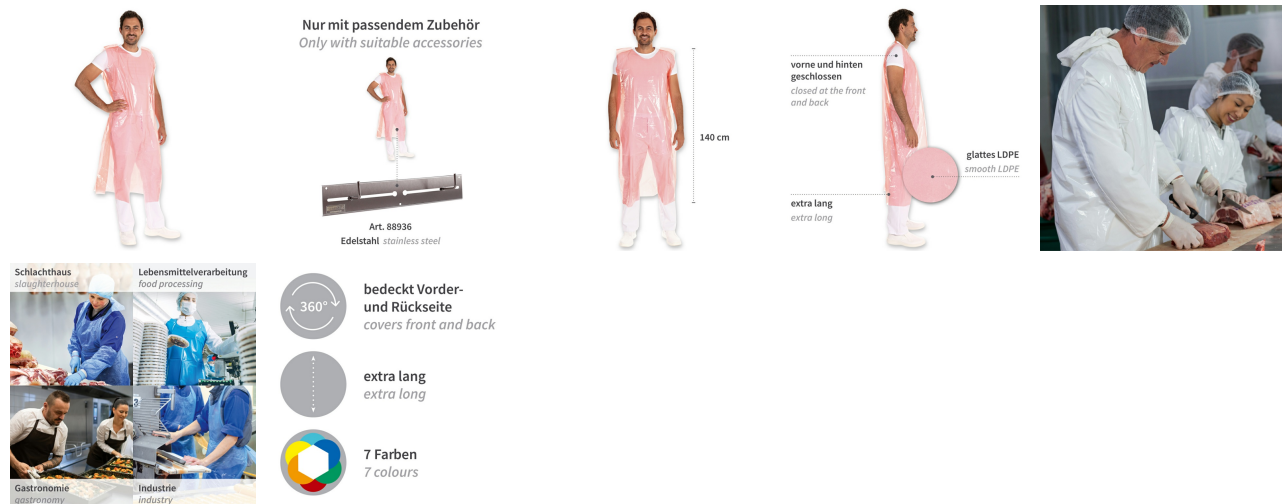 Nur mit passendem Zubehör
Only with suitable accessories
Art. 88936
Edelstahl stainless steel
140 cm
vorne und hinten
geschlossen
closed at the front
and back
glattes LDPE
smooth LDPE
extra lang
extra long
Schlachthaus
slaughterhouse
Lebensmittelverarbeitung
food processing
Gastronomie
gastronomy
Industrie
industry
360°
bedeckt Vorder-
und Rückseite
covers front and back
extra lang
extra long
7 Farben
7 colours